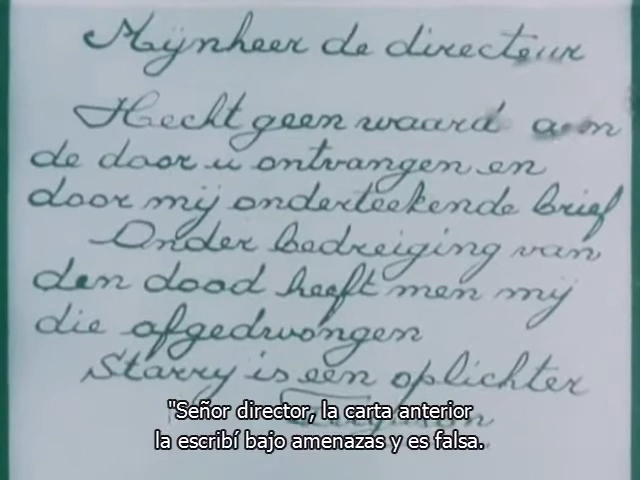 Mijnheer de directeur
Hecht geen waard aan
de door u ontvangen en
door mij onderteekende brief
Onder bedreiging van
den dood heeft men mij
die afgedwongen
Starry is een oplichter
"Señor director, la carta anterior
la escribí bajo amenazas y es falsa.